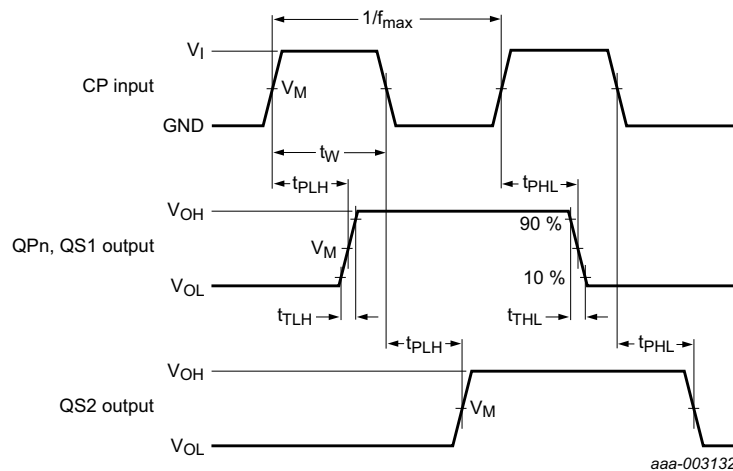 1/fmax
VI
CP input
VM
GND
tW
tPLH
tPHL
VOH
90 %
QPn, QS1 output
VM
10 %
VOL
tTLH
tTHL
tPLH
tPHL
VOH
QS2 output
VM
VOL
aaa-003132